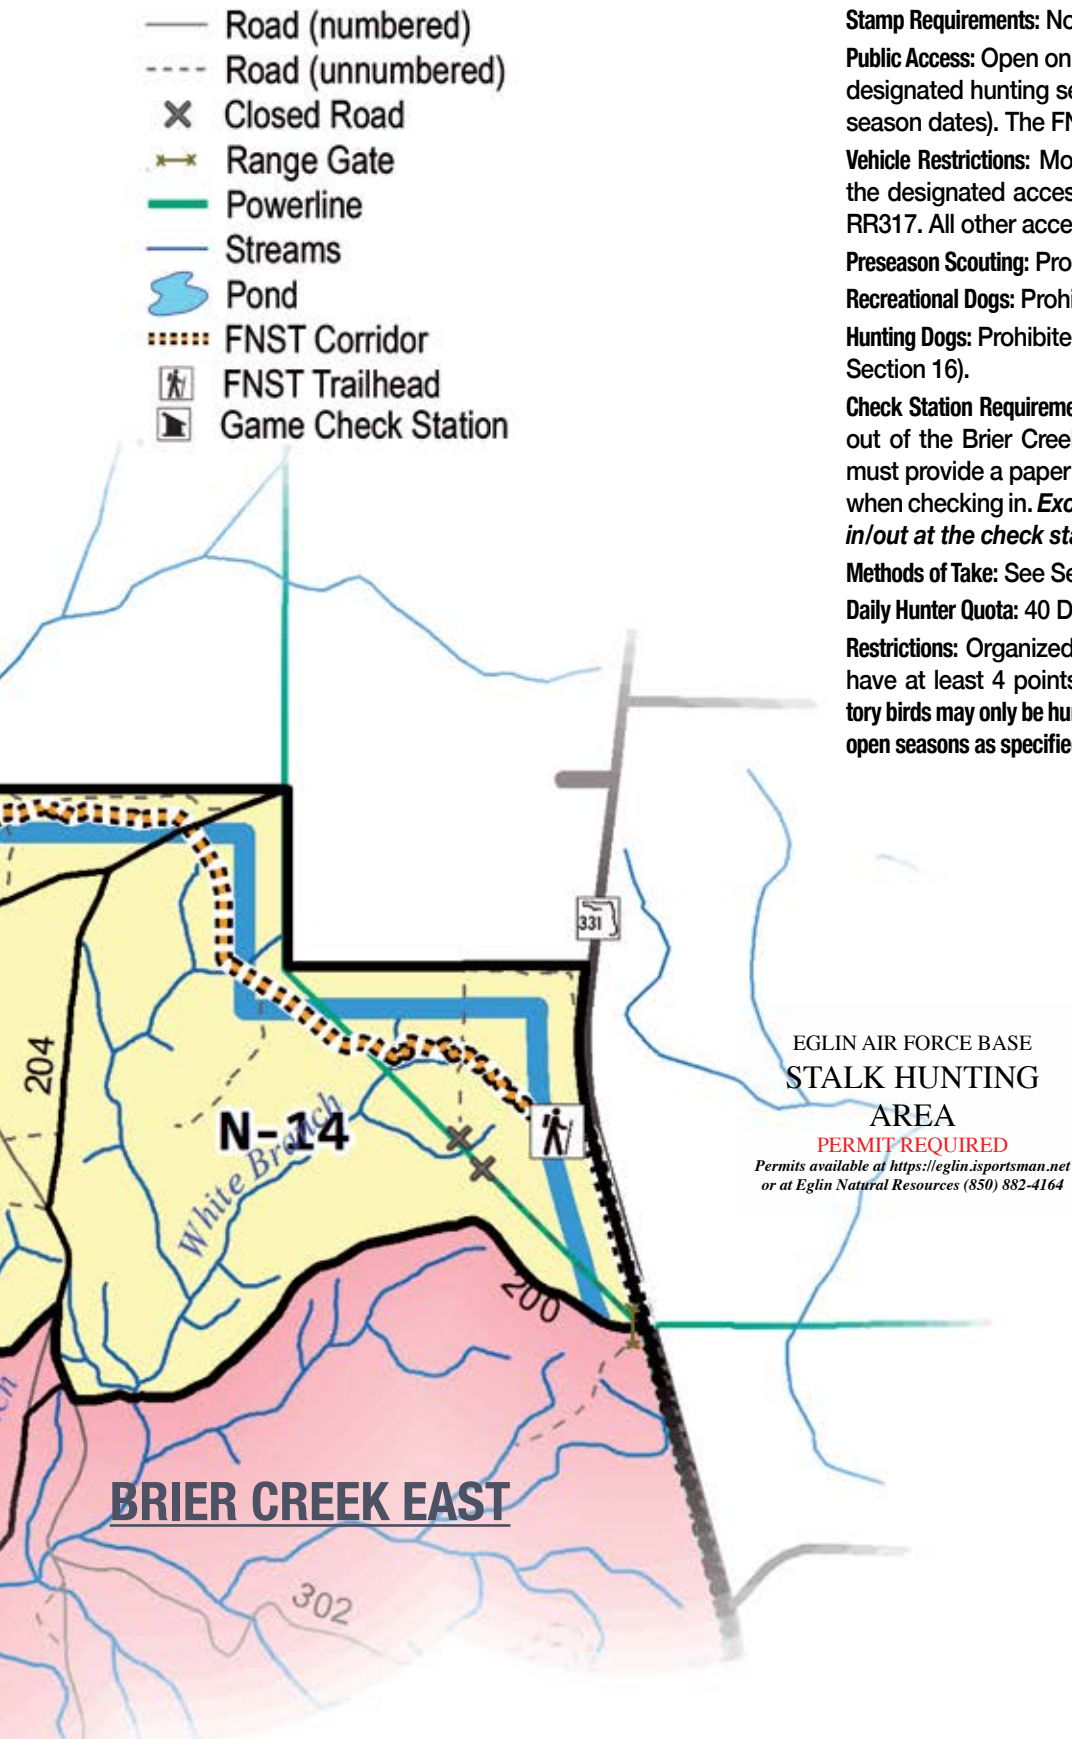 Road (numbered)
Road (unnumbered)
Closed Road
Range Gate
Powerline
Streams
Pond
FNST Corridor
FNST Trailhead
Game Check Station
Stamp Requirements: No
Public Access: Open on
designated hunting se
season dates). The FN
Vehicle Restrictions: Mo
the designated acces
RR317. All other acce
Preseason Scouting: Pro
Recreational Dogs: Prohi
Hunting Dogs: Prohibite
Section 16).
Check Station Requireme
out of the Brier Cree
must provide a paper
when checking in. Exc
in/out at the check sta
Methods of Take: See Se
Daily Hunter Quota: 40 D
Restrictions: Organized
have at least 4 points
tory birds may only be hu
open seasons as specifie
331
204
N-14
White Branch
200
EGLIN AIR FORCE BASE
STALK HUNTING
AREA
PERMIT REQUIRED
Permits available at https://eglin.isportsman.net
or at Eglin Natural Resources (850) 882-4164
ch
BRIER CREEK EAST
302